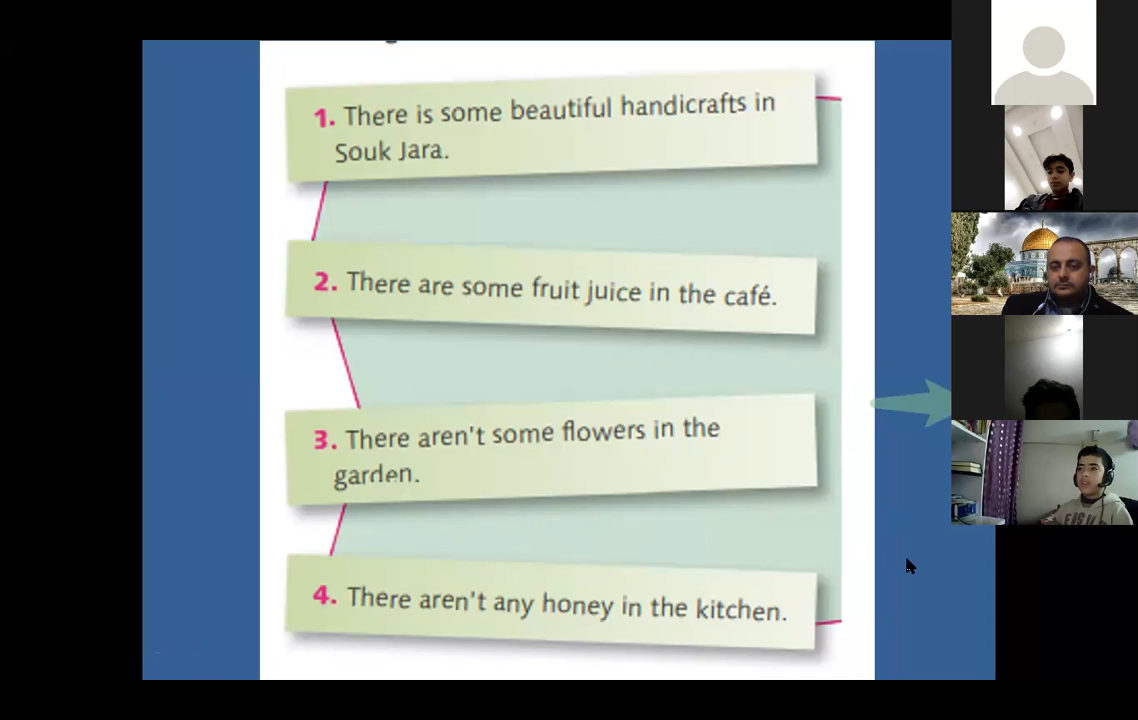 1. There is some beautiful handicrafts in
Souk Jara.
2. There are some fruit juice in the café.
3. There aren't some flowers in the
garden.
4. There aren't any honey in the kitchen.